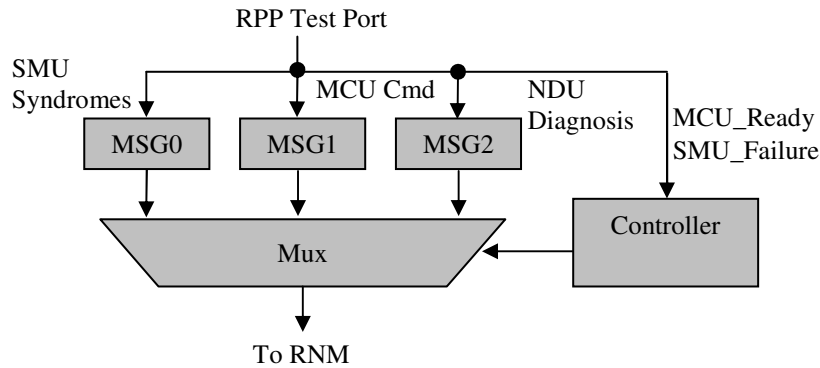 RPP Test Port
SMU
Syndromes
MCU Cmd
NDU
Diagnosis
MCU_Ready
SMU_Failure
MSG0
MSG1
MSG2
Controller
Mux
To RNM